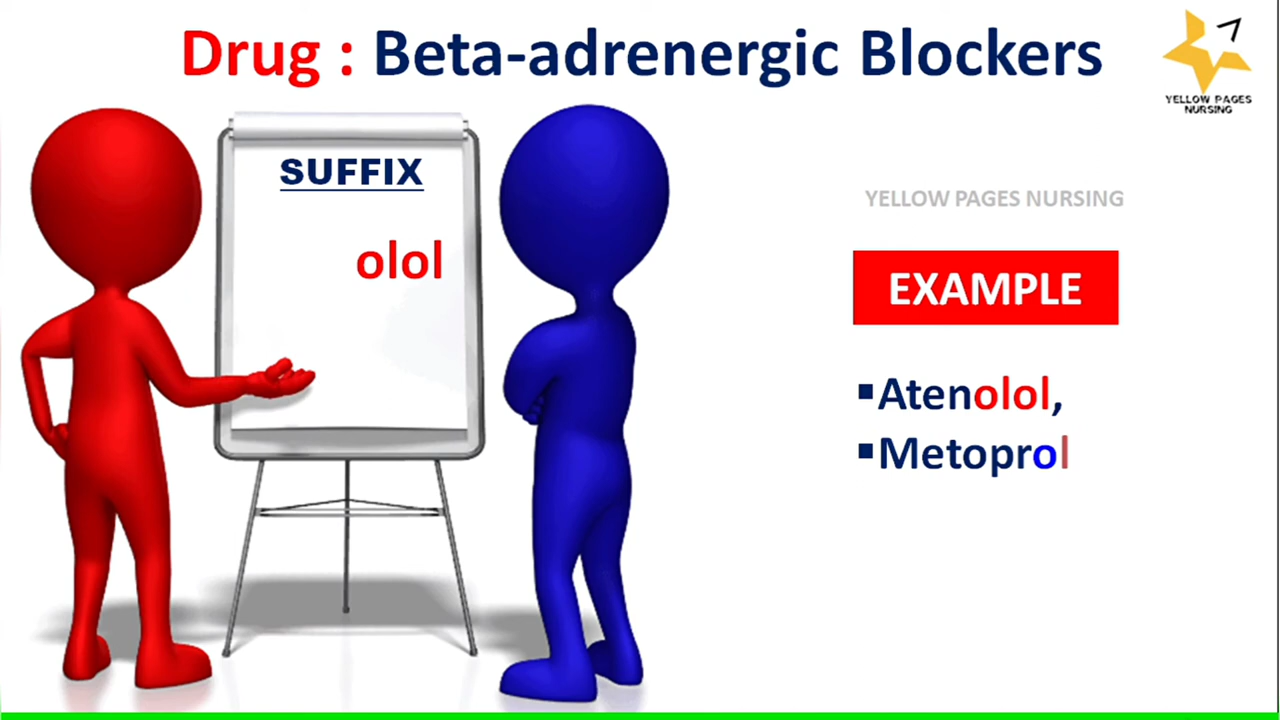 Drug : Beta-adrenergic Blockers
YELLOW PAGES
NURSING
SUFFIX
olol
YELLOW PAGES NURSING
EXAMPLE
▪Atenolol,
▪Metoprol